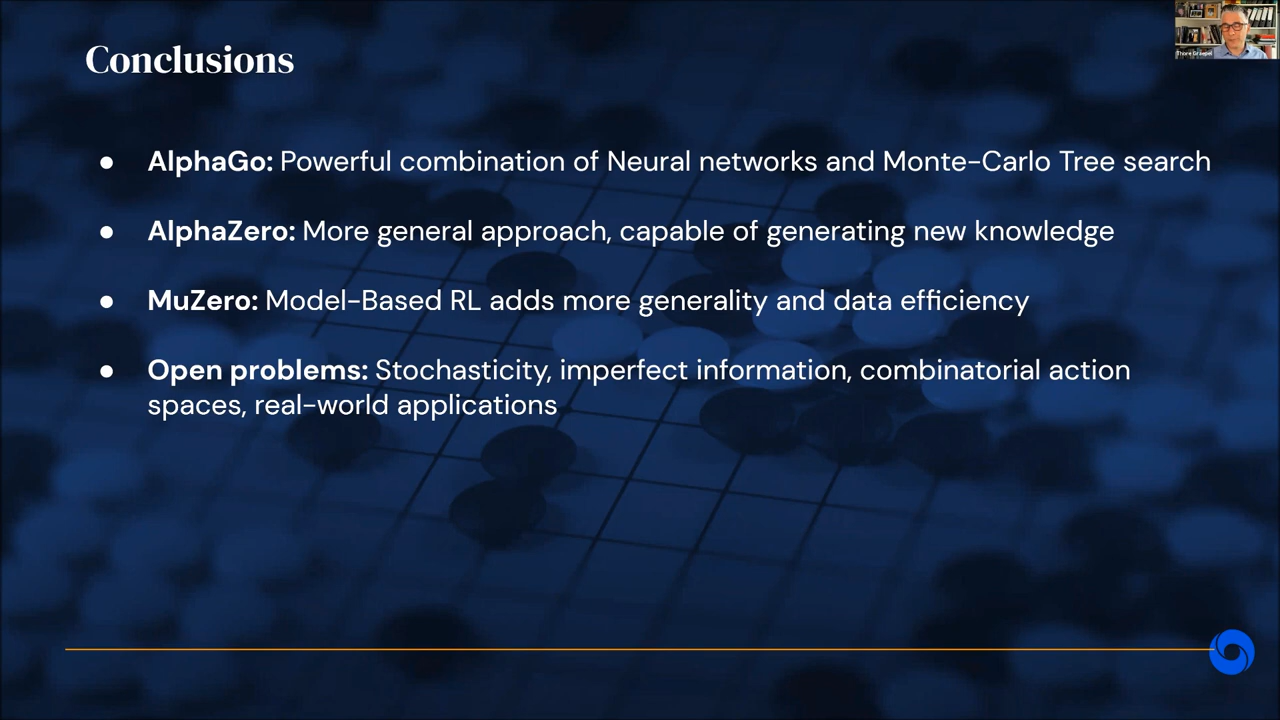 Thore Graepel
Conclusions
● AlphaGo: Powerful combination of Neural networks and Monte-Carlo Tree search
● AlphaZero: More general approach, capable of generating new knowledge
● MuZero: Model-Based RL adds more generality and data efficiency
● Open problems: Stochasticity, imperfect information, combinatorial action
spaces, real-world applications